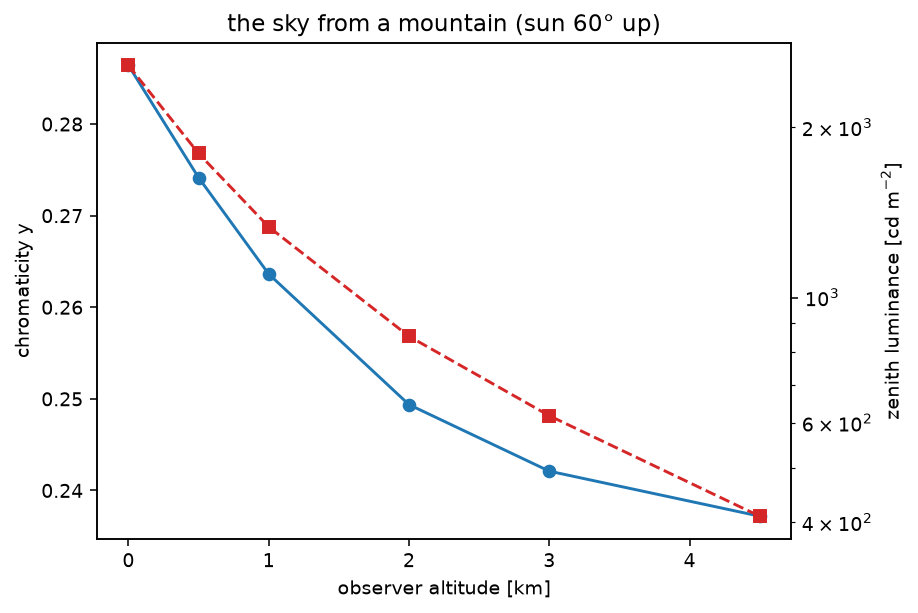 the sky from a mountain (sun 60° up)
0.28
0.27
0.26
0.25
0.24
chromaticity y
2 × 10³
10³
6 × 10²
4 × 10²
zenith luminance [cd m⁻²]
0 1 2 3 4
observer altitude [km]